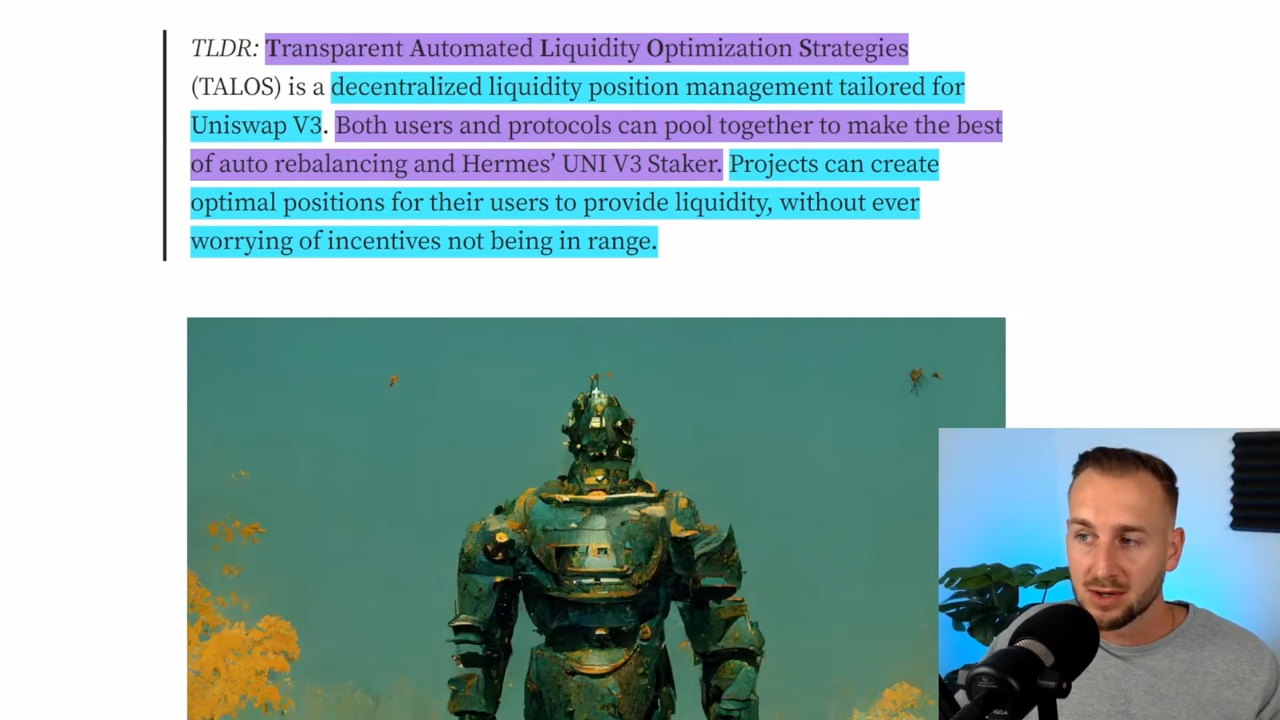 TLDR: Transparent Automated Liquidity Optimization Strategies
(TALOS) is a decentralized liquidity position management tailored for
Uniswap V3. Both users and protocols can pool together to make the best
of auto rebalancing and Hermes’ UNI V3 Staker. Projects can create
optimal positions for their users to provide liquidity, without ever
worrying of incentives not being in range.